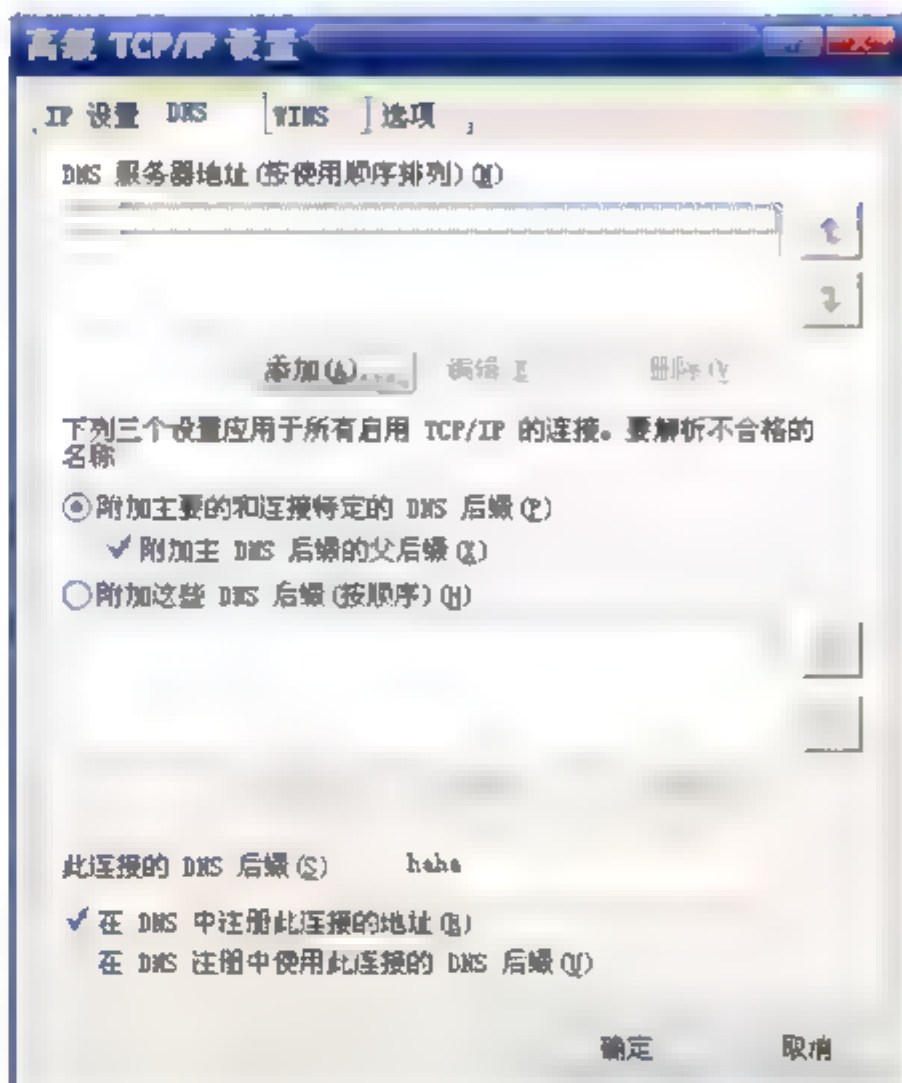 高级 TCP/IP 设置
IP 设置 DNS WINS 选项
DNS 服务器地址(按使用顺序排列)(N)
添加(A)... 编辑 E 删除(V
下列三个设置应用于所有启用 TCP/IP 的连接。要解析不合格的
名称
附加主要的和连接特定的 DNS 后缀(P)
附加主 DNS 后缀的父后缀(X)
附加这些 DNS 后缀(按顺序)(H)
此连接的 DNS 后缀(S) haha
在 DNS 中注册此连接的地址(R)
在 DNS 注册中使用此连接的 DNS 后缀(U)
确定 取消